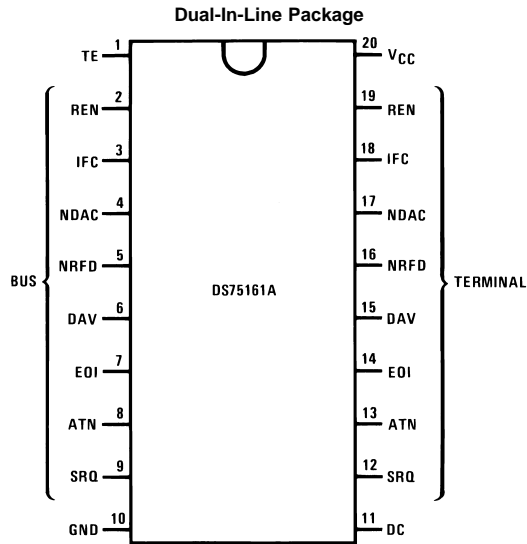 Dual-In-Line Package
TE 1 20 VCC
REN 2 19 REN
IFC 3 18 IFC
NDAC 4 17 NDAC
NRFD 5 16 NRFD
BUS DS75161A TERMINAL
DAV 6 15 DAV
EOI 7 14 EOI
ATN 8 13 ATN
SRQ 9 12 SRQ
GND 10 11 DC